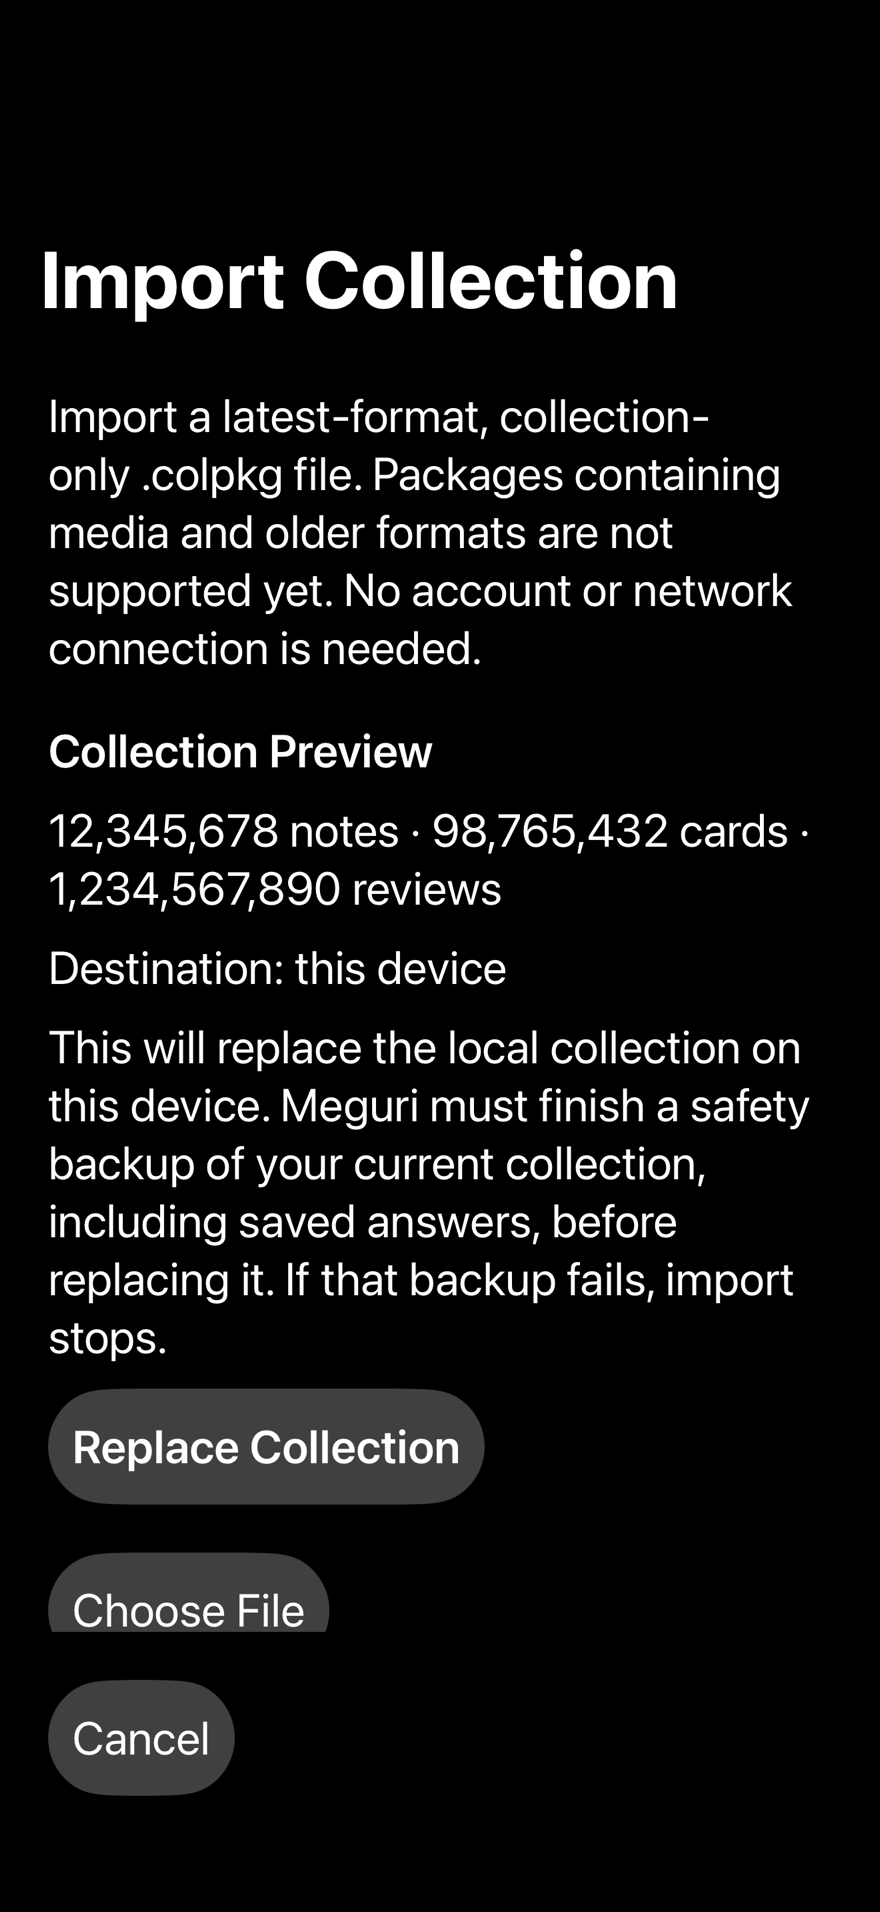 Import Collection
Import a latest-format, collection-
only .colpkg file. Packages containing
media and older formats are not
supported yet. No account or network
connection is needed.
Collection Preview
12,345,678 notes · 98,765,432 cards ·
1,234,567,890 reviews
Destination: this device
This will replace the local collection on
this device. Meguri must finish a safety
backup of your current collection,
including saved answers, before
replacing it. If that backup fails, import
stops.
Replace Collection
Choose File
Cancel